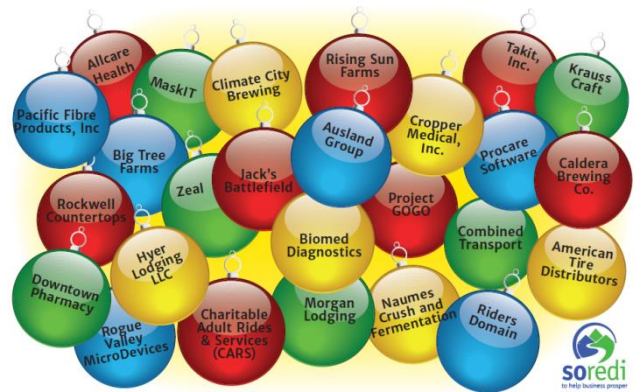 Allcare
Health
MaskIT
Climate City
Brewing
Rising Sun
Farms
Takit,
Inc.
Krauss
Craft
Pacific Fibre
Products, Inc
Big Tree
Farms
Zeal
Jack's
Battlefield
Ausland
Group
Cropper
Medical,
Inc.
Procare
Software
Caldera
Brewing
Co.
Rockwell
Countertops
Hyer
Lodging
LLC
Biomed
Diagnostics
Project
GOGO
Combined
Transport
American
Tire
Distributors
Downtown
Pharmacy
Rogue
Valley
MicroDevices
Charitable
Adult Rides
& Services
(CARS)
Morgan
Lodging
Naumes
Crush and
Fermentation
Riders
Domain
soredi
to help business prosper